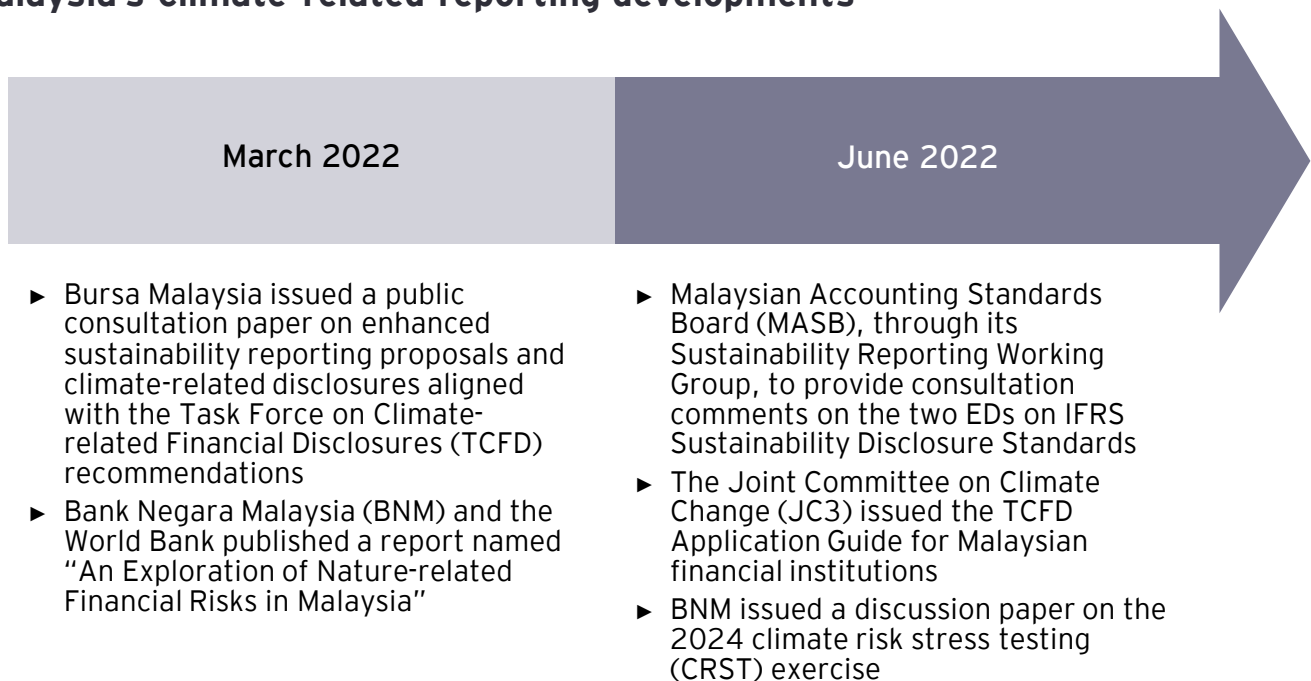 alaysia's climate-related reporting developments
March 2022
June 2022
► Bursa Malaysia issued a public
consultation paper on enhanced
sustainability reporting proposals and
climate-related disclosures aligned
with the Task Force on Climate-
related Financial Disclosures (TCFD)
recommendations
► Bank Negara Malaysia (BNM) and the
World Bank published a report named
“An Exploration of Nature-related
Financial Risks in Malaysia”
► Malaysian Accounting Standards
Board (MASB), through its
Sustainability Reporting Working
Group, to provide consultation
comments on the two EDs on IFRS
Sustainability Disclosure Standards
► The Joint Committee on Climate
Change (JC3) issued the TCFD
Application Guide for Malaysian
financial institutions
► BNM issued a discussion paper on the
2024 climate risk stress testing
(CRST) exercise